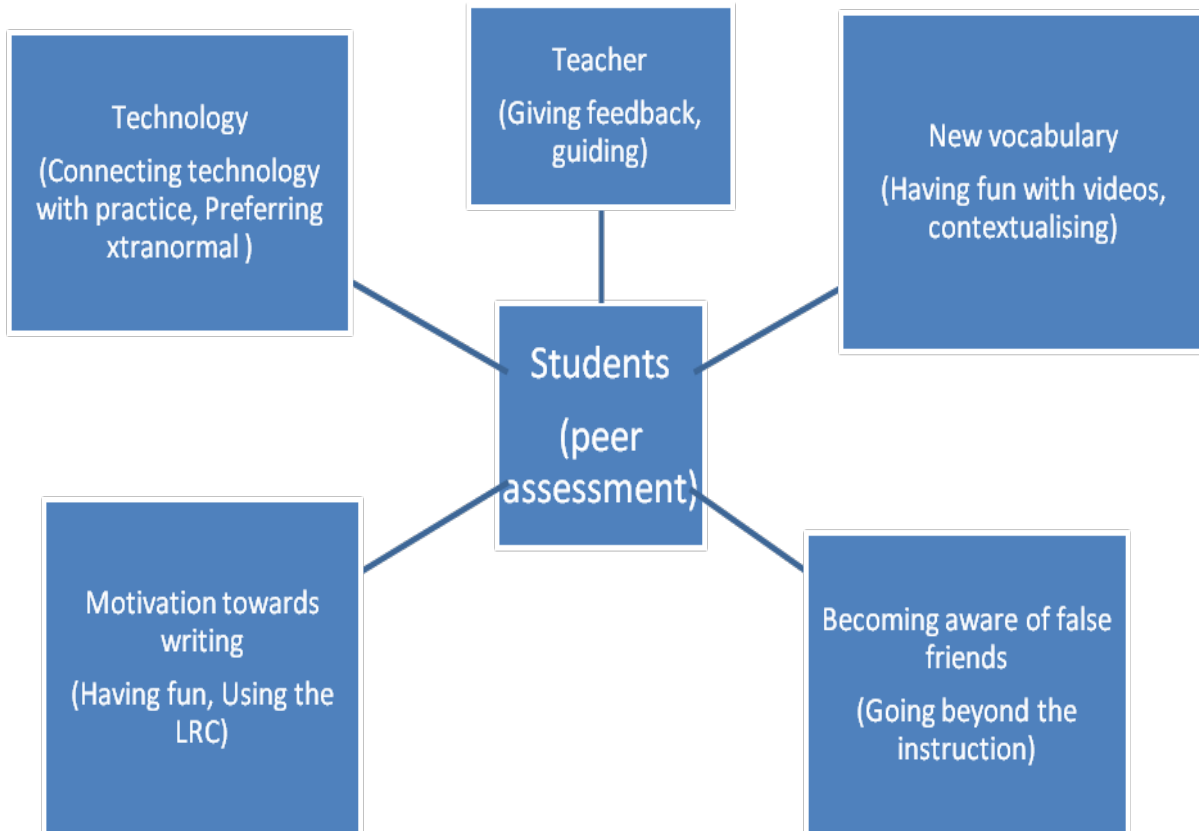 Technology
(Connecting technology
with practice, Preferring
xtranormal )
Teacher
(Giving feedback,
guiding)
New vocabulary
(Having fun with videos,
contextualising)
Students
(peer
assessment)
Motivation towards
writing
(Having fun, Using the
LRC)
Becoming aware of false
friends
(Going beyond the
instruction)